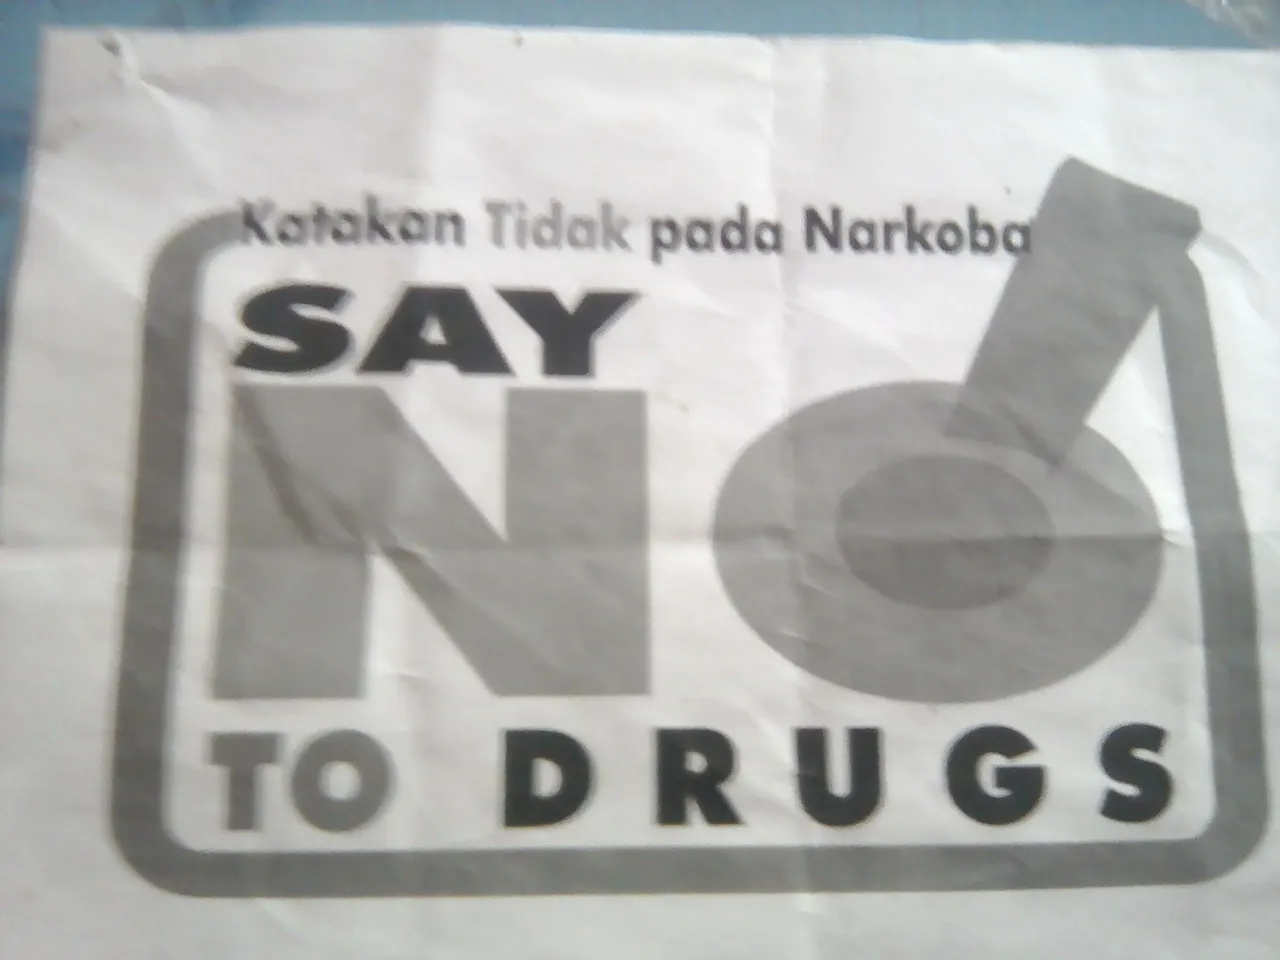 Katakan Tidak pada Narkoba
SAY
NO
TO DRUGS